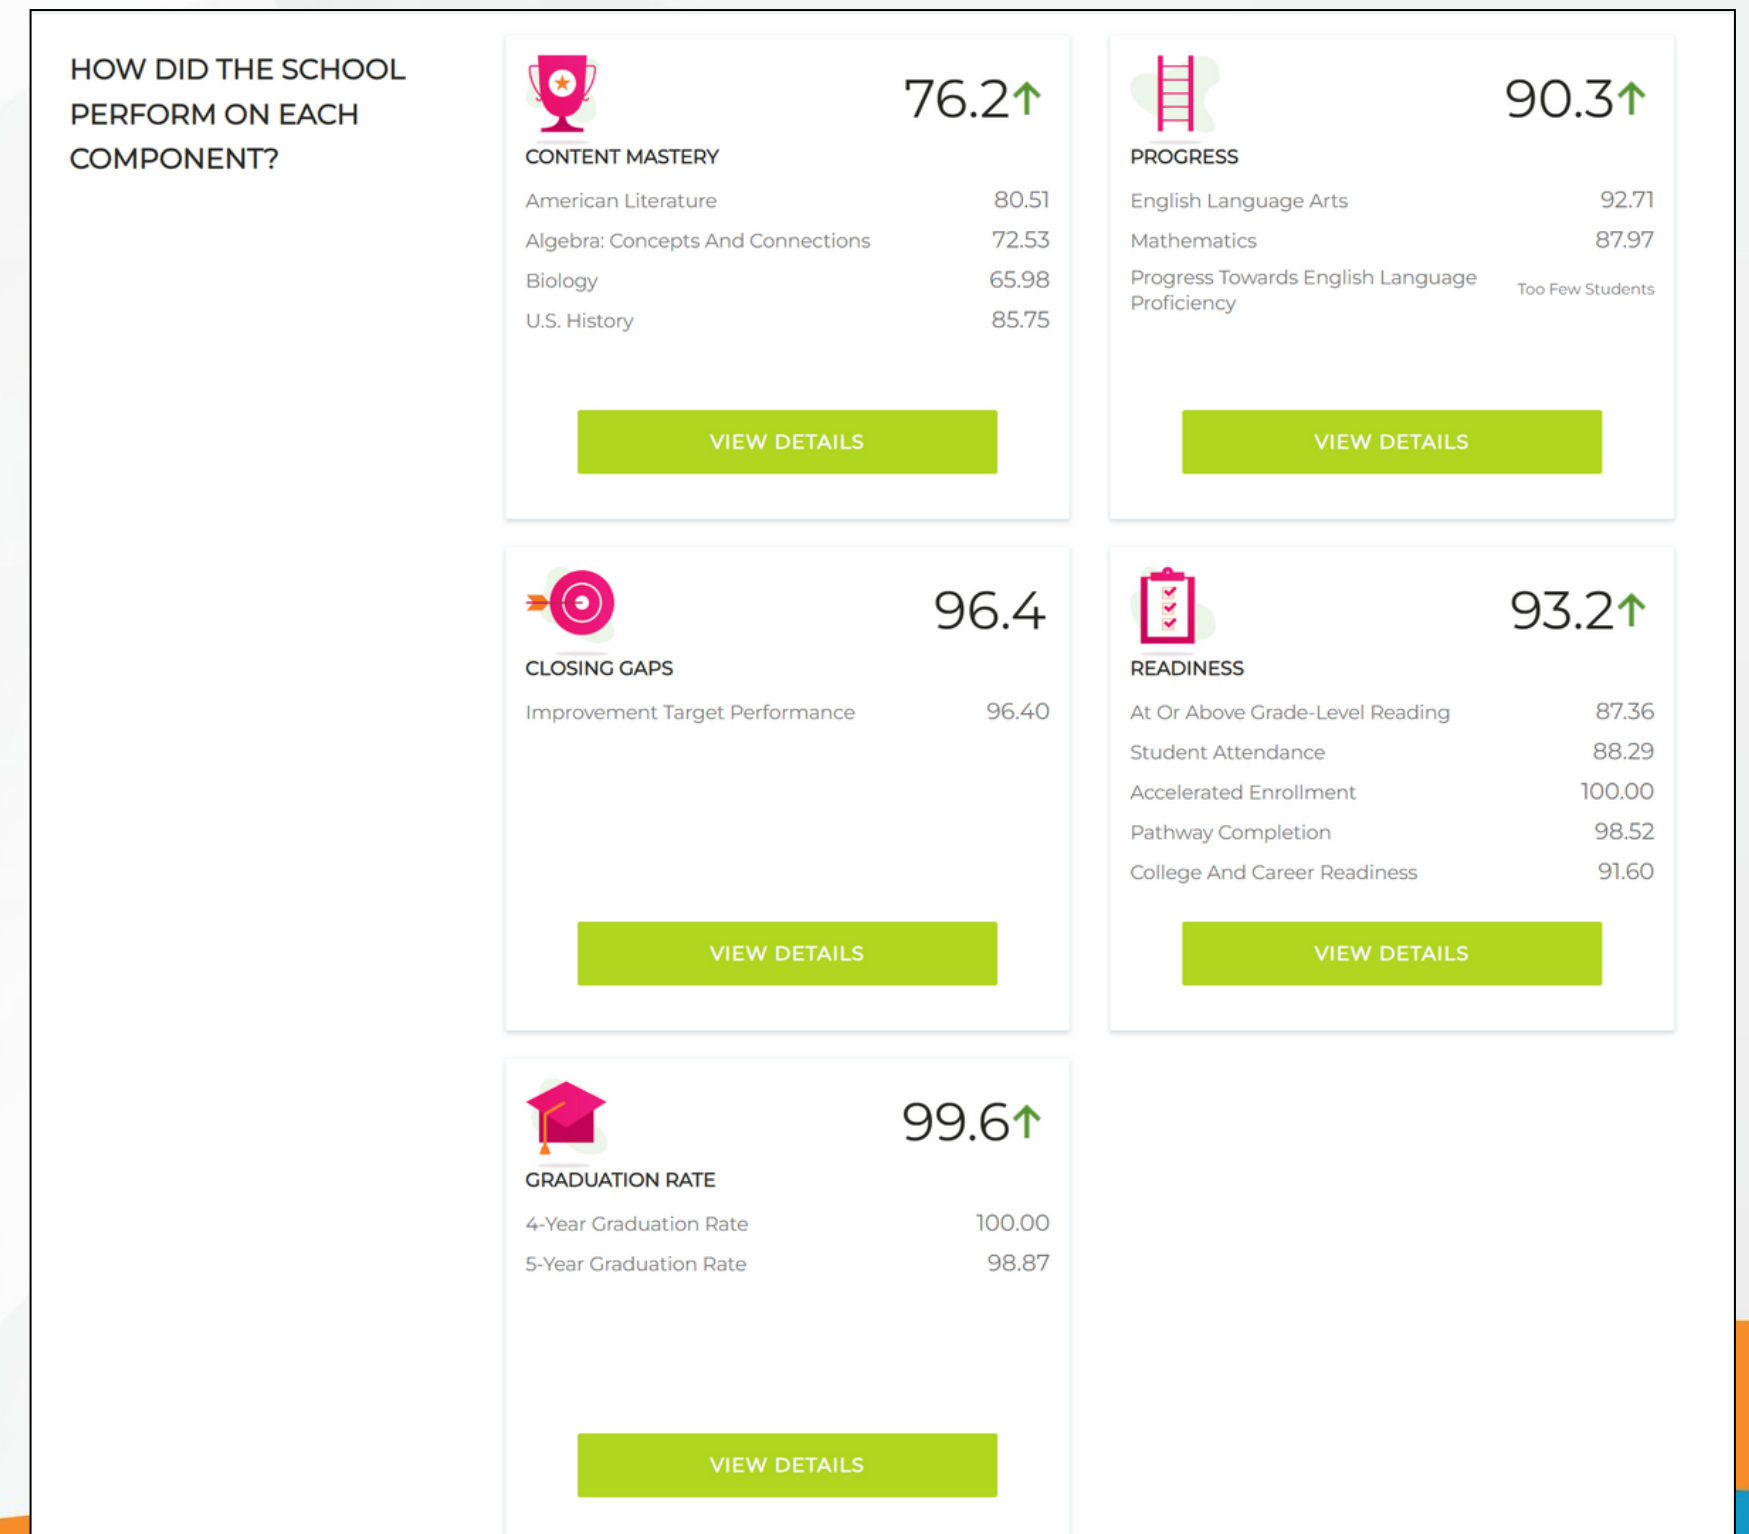 HOW DID THE SCHOOL
PERFORM ON EACH
COMPONENT?
76.2↑
CONTENT MASTERY
American Literature 80.51
Algebra: Concepts And Connections 72.53
Biology 65.98
U.S. History 85.75
VIEW DETAILS
90.3↑
PROGRESS
English Language Arts 92.71
Mathematics 87.97
Progress Towards English Language
Proficiency
Too Few Students
VIEW DETAILS
96.4
CLOSING GAPS
Improvement Target Performance 96.40
VIEW DETAILS
93.2↑
READINESS
At Or Above Grade-Level Reading 87.36
Student Attendance 88.29
Accelerated Enrollment 100.00
Pathway Completion 98.52
College And Career Readiness 91.60
VIEW DETAILS
99.6↑
GRADUATION RATE
4-Year Graduation Rate 100.00
5-Year Graduation Rate 98.87
VIEW DETAILS